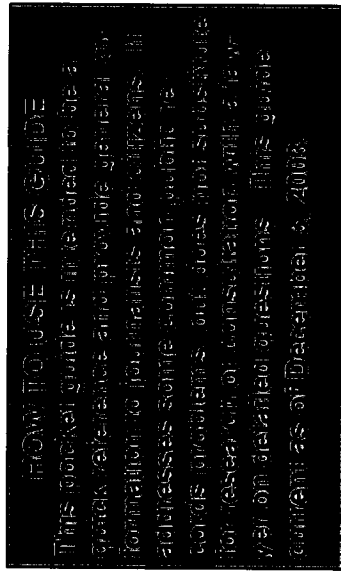 HOW TO USE THIS GUIDE
This pocket guide is intended to be a
quick reference and provide general in-
formation to journalists and citizens. It
addresses some common public re-
cords problems, but does not substitute
for research or consultation with a law-
yer on detailed questions. This guide
current as of December 5, 2008.